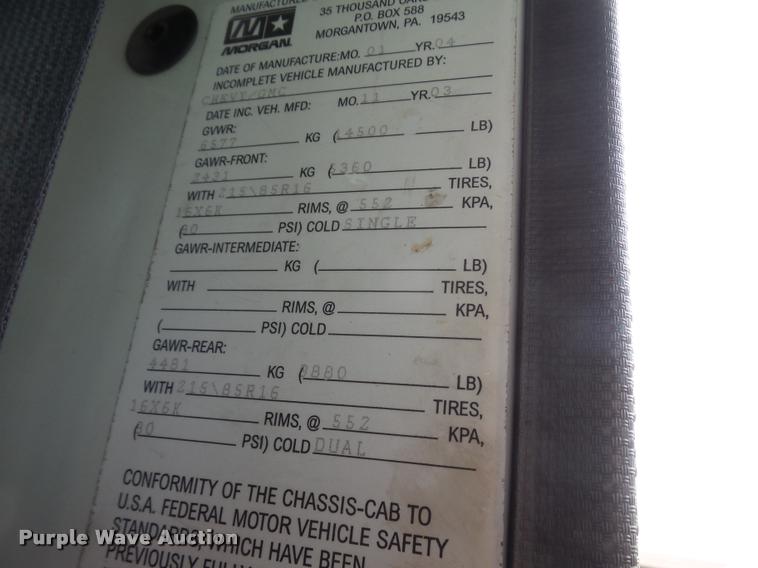 MANUFACTURE
35 THOUSAND
P.O. BOX 588
MORGANTOWN, PA. 19543
MORGAN
DATE OF MANUFACTURE: MO. 01 YR. 04
INCOMPLETE VEHICLE MANUFACTURED BY:
CHEVY/GMC
DATE INC. VEH. MFD: MO. 11 YR. 03
GVWR:
6577 KG (14500 LB)
GAWR-FRONT:
2431 KG (5360 LB)
WITH 215\85R16 TIRES,
16X6K RIMS, @ 552 KPA,
(80 PSI) COLD SINGLE
GAWR-INTERMEDIATE:
KG ( LB)
WITH TIRES,
RIMS, @ KPA,
( PSI) COLD
GAWR-REAR:
4481 KG (9880 LB)
WITH 215\85R16 TIRES,
16X6K RIMS, @ 552 KPA,
(80 PSI) COLD DUAL
CONFORMITY OF THE CHASSIS-CAB TO
U.S.A. FEDERAL MOTOR VEHICLE SAFETY
STANDARDS, WHICH HAVE BEEN
PREVIOUSLY
Purple Wave Auction